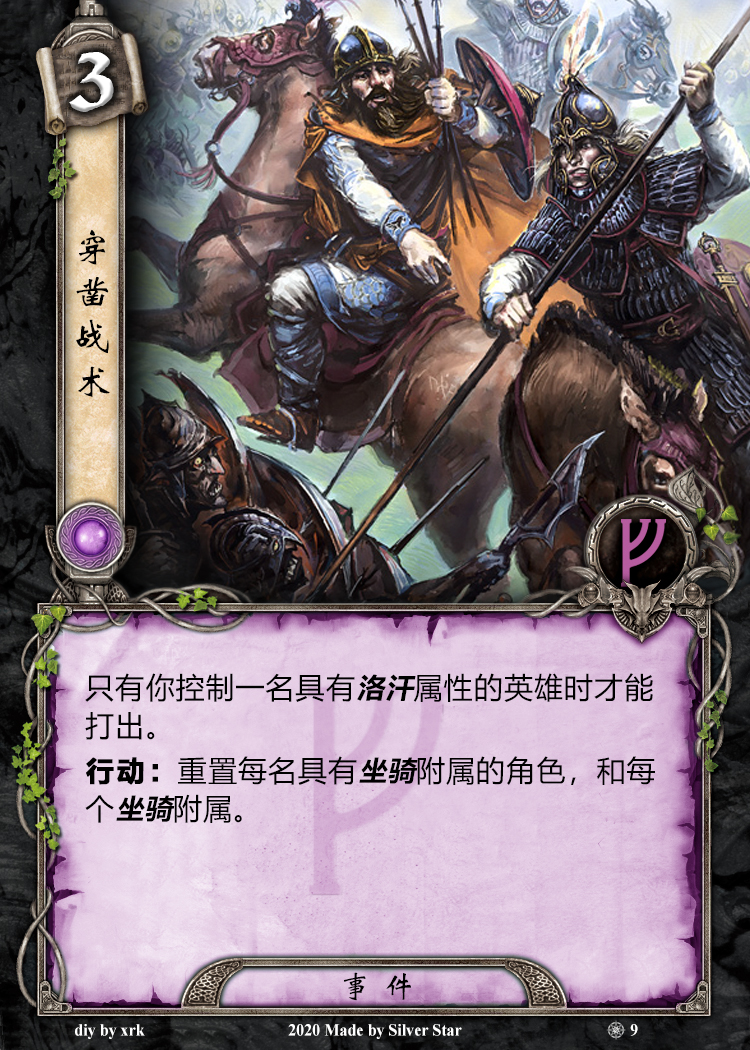 3
穿凿战术
只有你控制一名具有洛汗属性的英雄时才能
打出。
行动：重置每名具有坐骑附属的角色，和每
个坐骑附属。
事件
diy by xrk
2020 Made by Silver Star
9